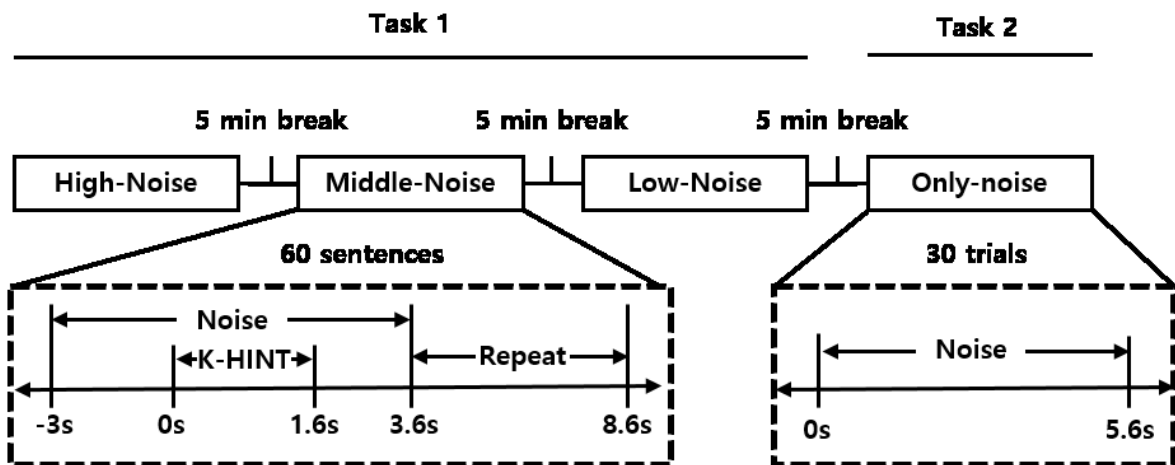 Task 1
Task 2
5 min break
5 min break
5 min break
High-Noise
Middle-Noise
Low-Noise
Only-noise
60 sentences
30 trials
Noise
K-HINT
Repeat
-3s
0s
1.6s
3.6s
8.6s
Noise
0s
5.6s